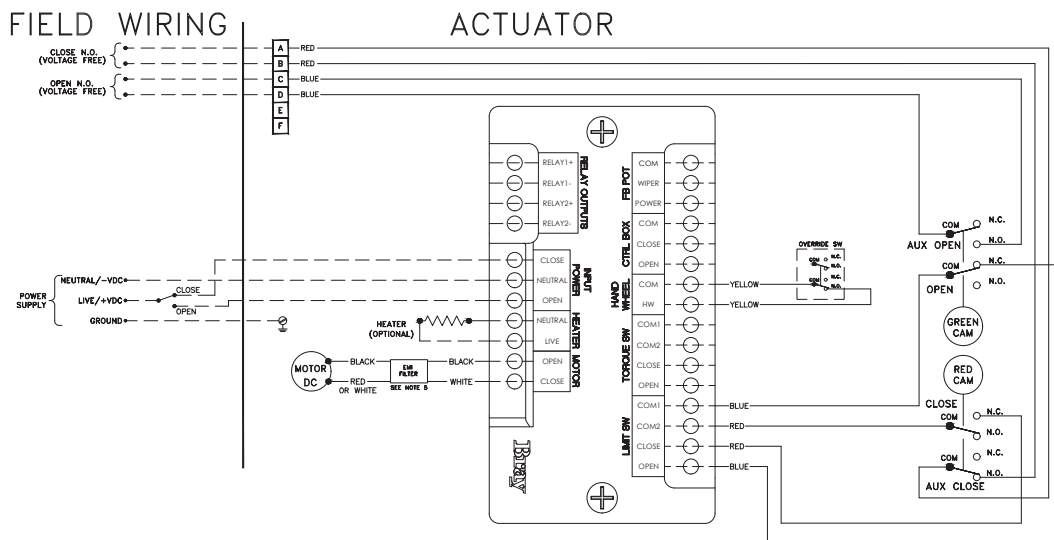 FIELD WIRING
ACTUATOR
CLOSE N.O.
(VOLTAGE FREE)
OPEN N.O.
(VOLTAGE FREE)
A
B
C
D
E
F
RED
RED
BLUE
BLUE
RELAY1+
RELAY1-
RELAY2+
RELAY2-
RELAY OUTPUTS
CLOSE
NEUTRAL
OPEN
INPUT
POWER
NEUTRAL
LIVE
HEATER
OPEN
CLOSE
MOTOR
NEUTRAL/-VDC
LIVE/+VDC
GROUND
POWER
SUPPLY
CLOSE
OPEN
HEATER
(OPTIONAL)
MOTOR
DC
BLACK
RED
OR WHITE
EMI
FILTER
SEE NOTE 5
BLACK
WHITE
Bray
COM
WIPER
POWER
FB POT
COM
CLOSE
OPEN
CTRL BOX
COM
HW
HAND
WHEEL
COM1
COM2
CLOSE
OPEN
TORQUE SW
COM1
COM2
CLOSE
OPEN
LIMIT SW
YELLOW
YELLOW
BLUE
RED
RED
BLUE
OVERRIDE SW
COM
N.C.
N.O.
COM
N.C.
N.O.
COM
N.C.
N.O.
AUX OPEN
COM
N.C.
N.O.
OPEN
GREEN
CAM
RED
CAM
CLOSE
COM
N.C.
N.O.
COM
N.C.
N.O.
AUX CLOSE